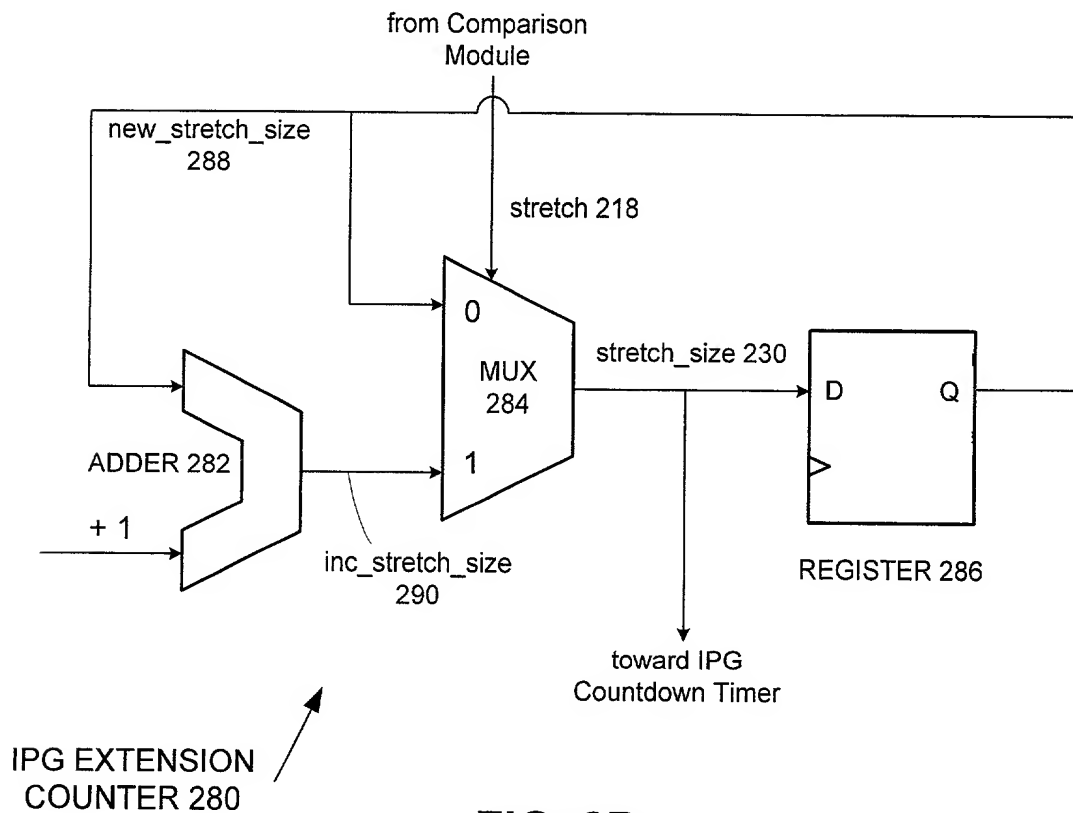 from Comparison
Module
new_stretch_size
288
stretch 218
0
MUX
284
1
stretch_size 230
D Q
ADDER 282
+ 1
inc_stretch_size
290
REGISTER 286
toward IPG
Countdown Timer
IPG EXTENSION
COUNTER 280